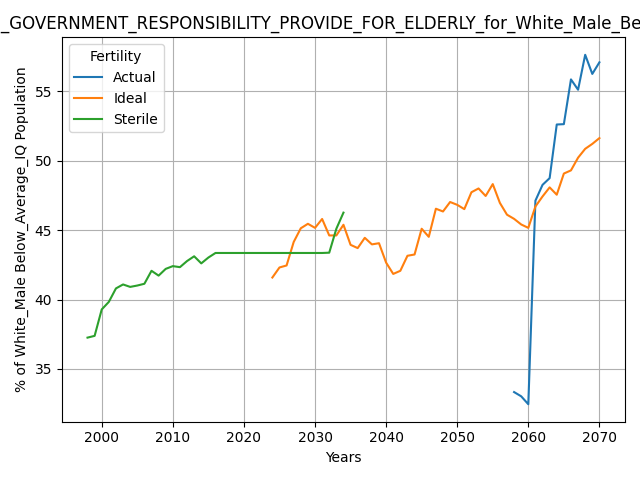 _GOVERNMENT_RESPONSIBILITY_PROVIDE_FOR_ELDERLY_for_White_Male_Be
Fertility
Actual
Ideal
Sterile
% of White_Male Below_Average_IQ Population
55
50
45
40
35
2000 2010 2020 2030 2040 2050 2060 2070
Years